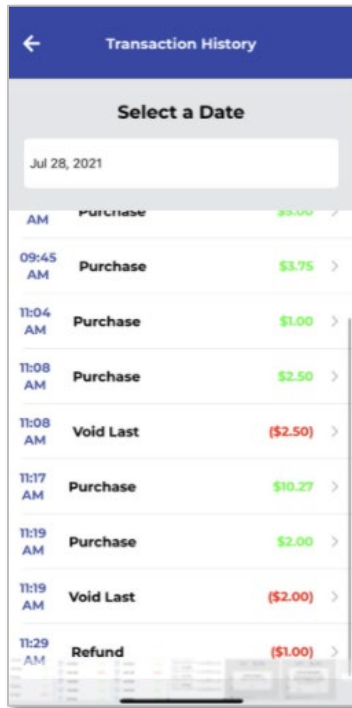 Transaction History
Select a Date
Jul 28, 2021
AM Purchase $5.00
09:45
AM Purchase $3.75
11:04
AM Purchase $1.00
11:08
AM Purchase $2.50
11:08
AM Void Last ($2.50)
11:17
AM Purchase $10.27
11:19
AM Purchase $2.00
11:19
AM Void Last ($2.00)
11:29
AM Refund ($1.00)